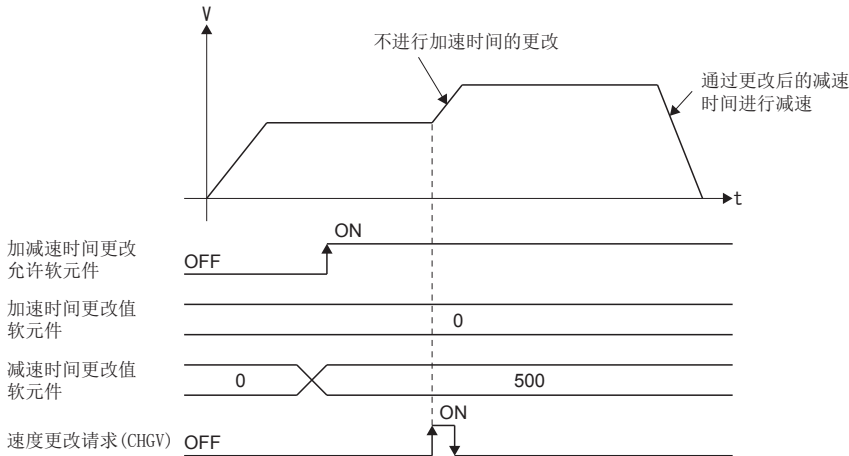 V
不进行加速时间的更改
通过更改后的减速
时间进行减速
t
加减速时间更改
允许软元件
OFF
ON
加速时间更改值
软元件
0
减速时间更改值
软元件
0
500
速度更改请求(CHGV)
OFF
ON